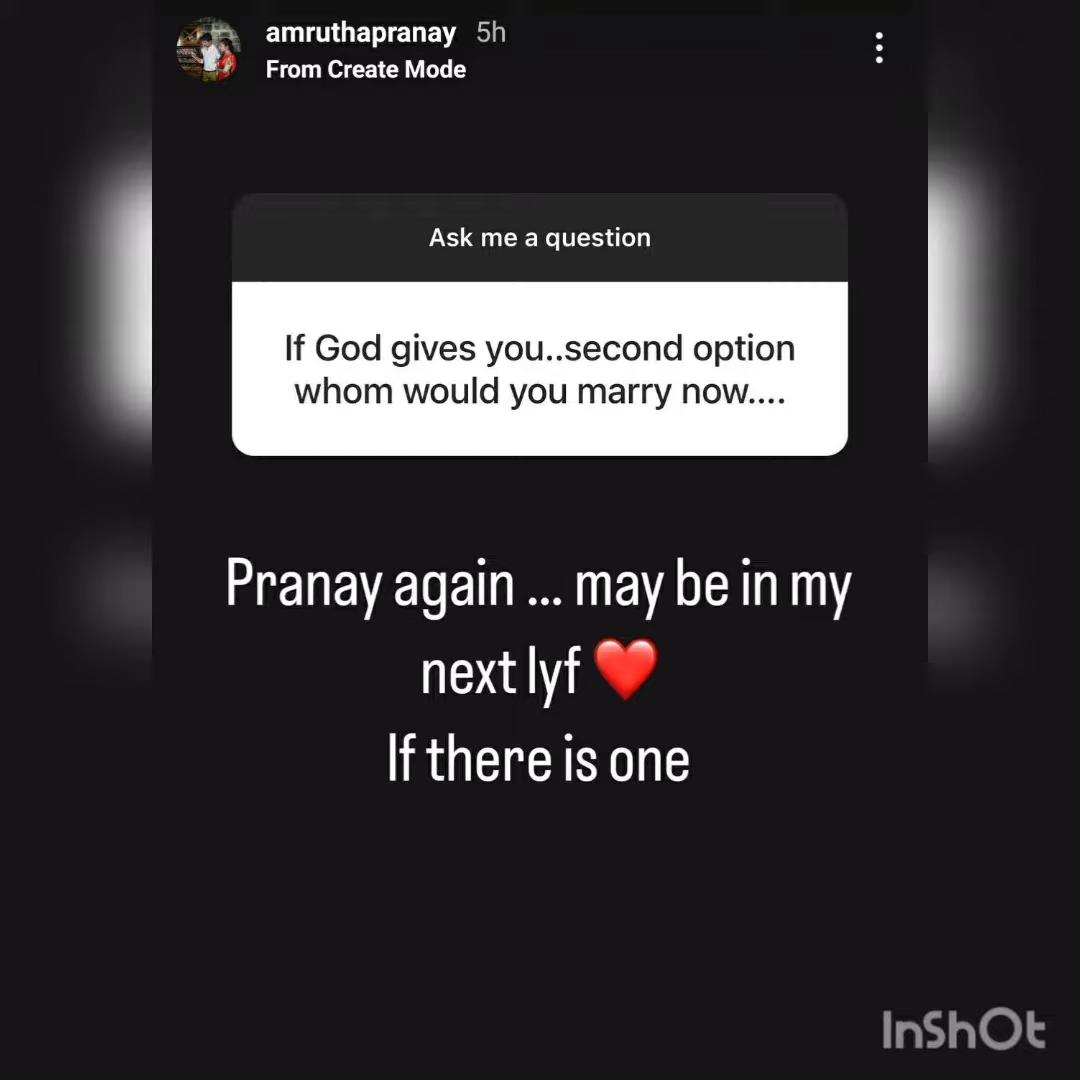 amruthapranay 5h
From Create Mode
Ask me a question
If God gives you..second option
whom would you marry now....
Pranay again ... may be in my
next lyf ❤️
If there is one
InShOt